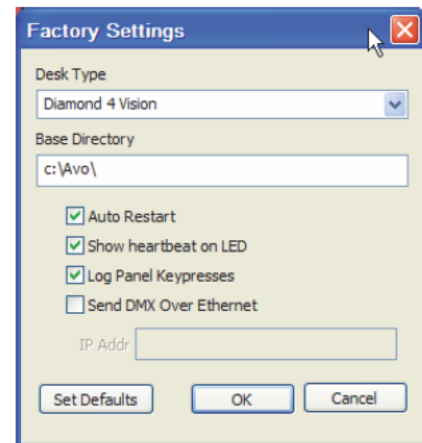 Factory Settings
Desk Type
Diamond 4 Vision
Base Directory
c:\Avo\
Auto Restart
Show heartbeat on LED
Log Panel Keypresses
Send DMX Over Ethernet
IP Addr
Set Defaults OK Cancel